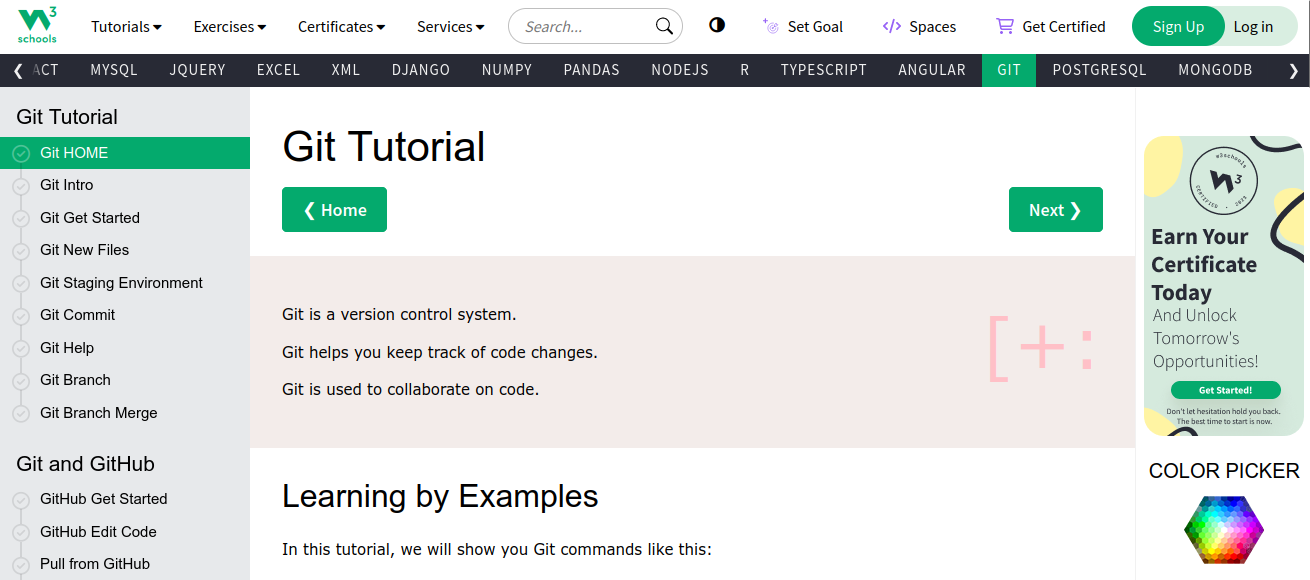 3
schools
Tutorials
Exercises
Certificates
Services
Search...
Set Goal
</> Spaces
Get Certified
Sign Up
Log in
❮ ACT MYSQL JQUERY EXCEL XML DJANGO NUMPY PANDAS NODEJS R TYPESCRIPT ANGULAR GIT POSTGRESQL MONGODB ❯
Git Tutorial
Git HOME
Git Intro
Git Get Started
Git New Files
Git Staging Environment
Git Commit
Git Help
Git Branch
Git Branch Merge
Git and GitHub
GitHub Get Started
GitHub Edit Code
Pull from GitHub
Git Tutorial
❮ Home
Next ❯
Git is a version control system.
Git helps you keep track of code changes.
Git is used to collaborate on code.
[+:
Learning by Examples
In this tutorial, we will show you Git commands like this:
w3schools
3
CERTIFIED . 2023
Earn Your
Certificate
Today
And Unlock
Tomorrow's
Opportunities!
Get Started!
Don't let hesitation hold you back.
The best time to start is now.
COLOR PICKER